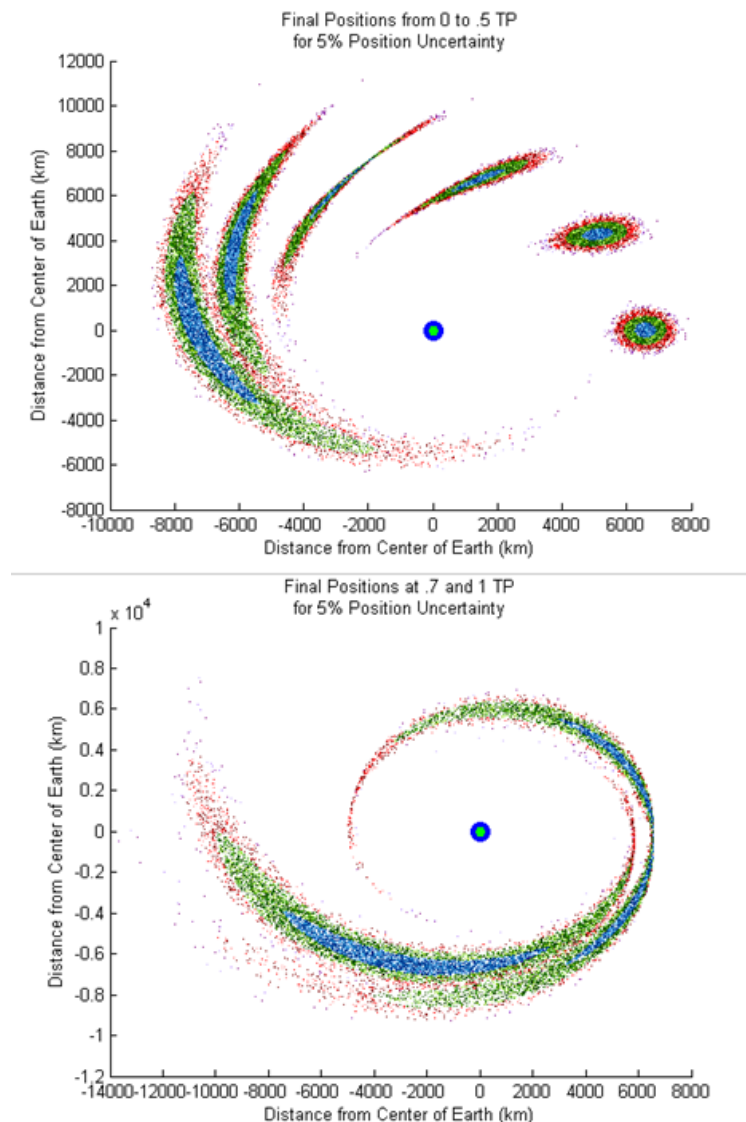 Final Positions from 0 to .5 TP
for 5% Position Uncertainty
12000
10000
8000
6000
4000
2000
0
-2000
-4000
-6000
-8000
Distance from Center of Earth (km)
-10000 -8000 -6000 -4000 -2000 0 2000 4000 6000 8000
Distance from Center of Earth (km)
Final Positions at .7 and 1 TP
for 5% Position Uncertainty
x 10^4
1
0.8
0.6
0.4
0.2
0
-0.2
-0.4
-0.6
-0.8
-1
-1.2
Distance from Center of Earth (km)
-14000 -12000 -10000 -8000 -6000 -4000 -2000 0 2000 4000 6000 8000
Distance from Center of Earth (km)